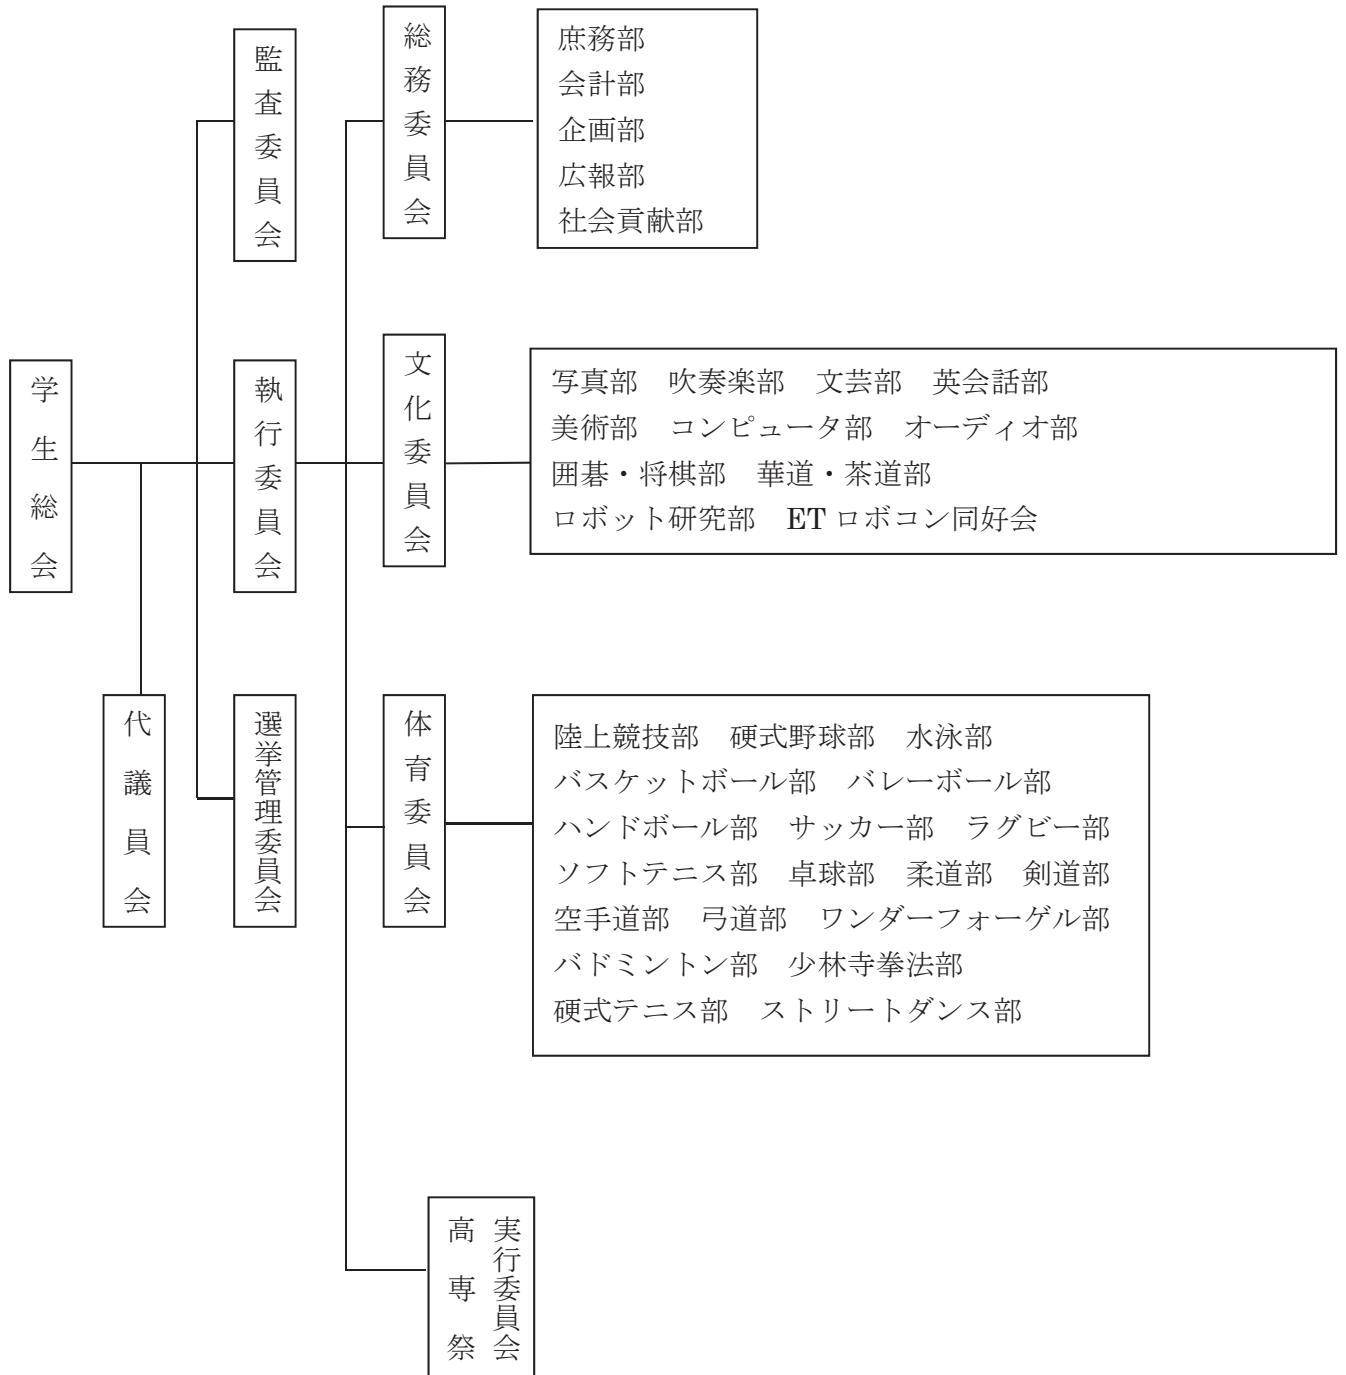 学生総会
代議員会
監査委員会
執行委員会
選挙管理委員会
総務委員会
庶務部
会計部
企画部
広報部
社会貢献部
文化委員会
写真部　吹奏楽部　文芸部　英会話部
美術部　コンピュータ部　オーディオ部
囲碁・将棋部　華道・茶道部
ロボット研究部　ET ロボコン同好会
体育委員会
陸上競技部　硬式野球部　水泳部
バスケットボール部　バレーボール部
ハンドボール部　サッカー部　ラグビー部
ソフトテニス部　卓球部　柔道部　剣道部
空手道部　弓道部　ワンダーフォーゲル部
バドミントン部　少林寺拳法部
硬式テニス部　ストリートダンス部
実行委員会
高専祭